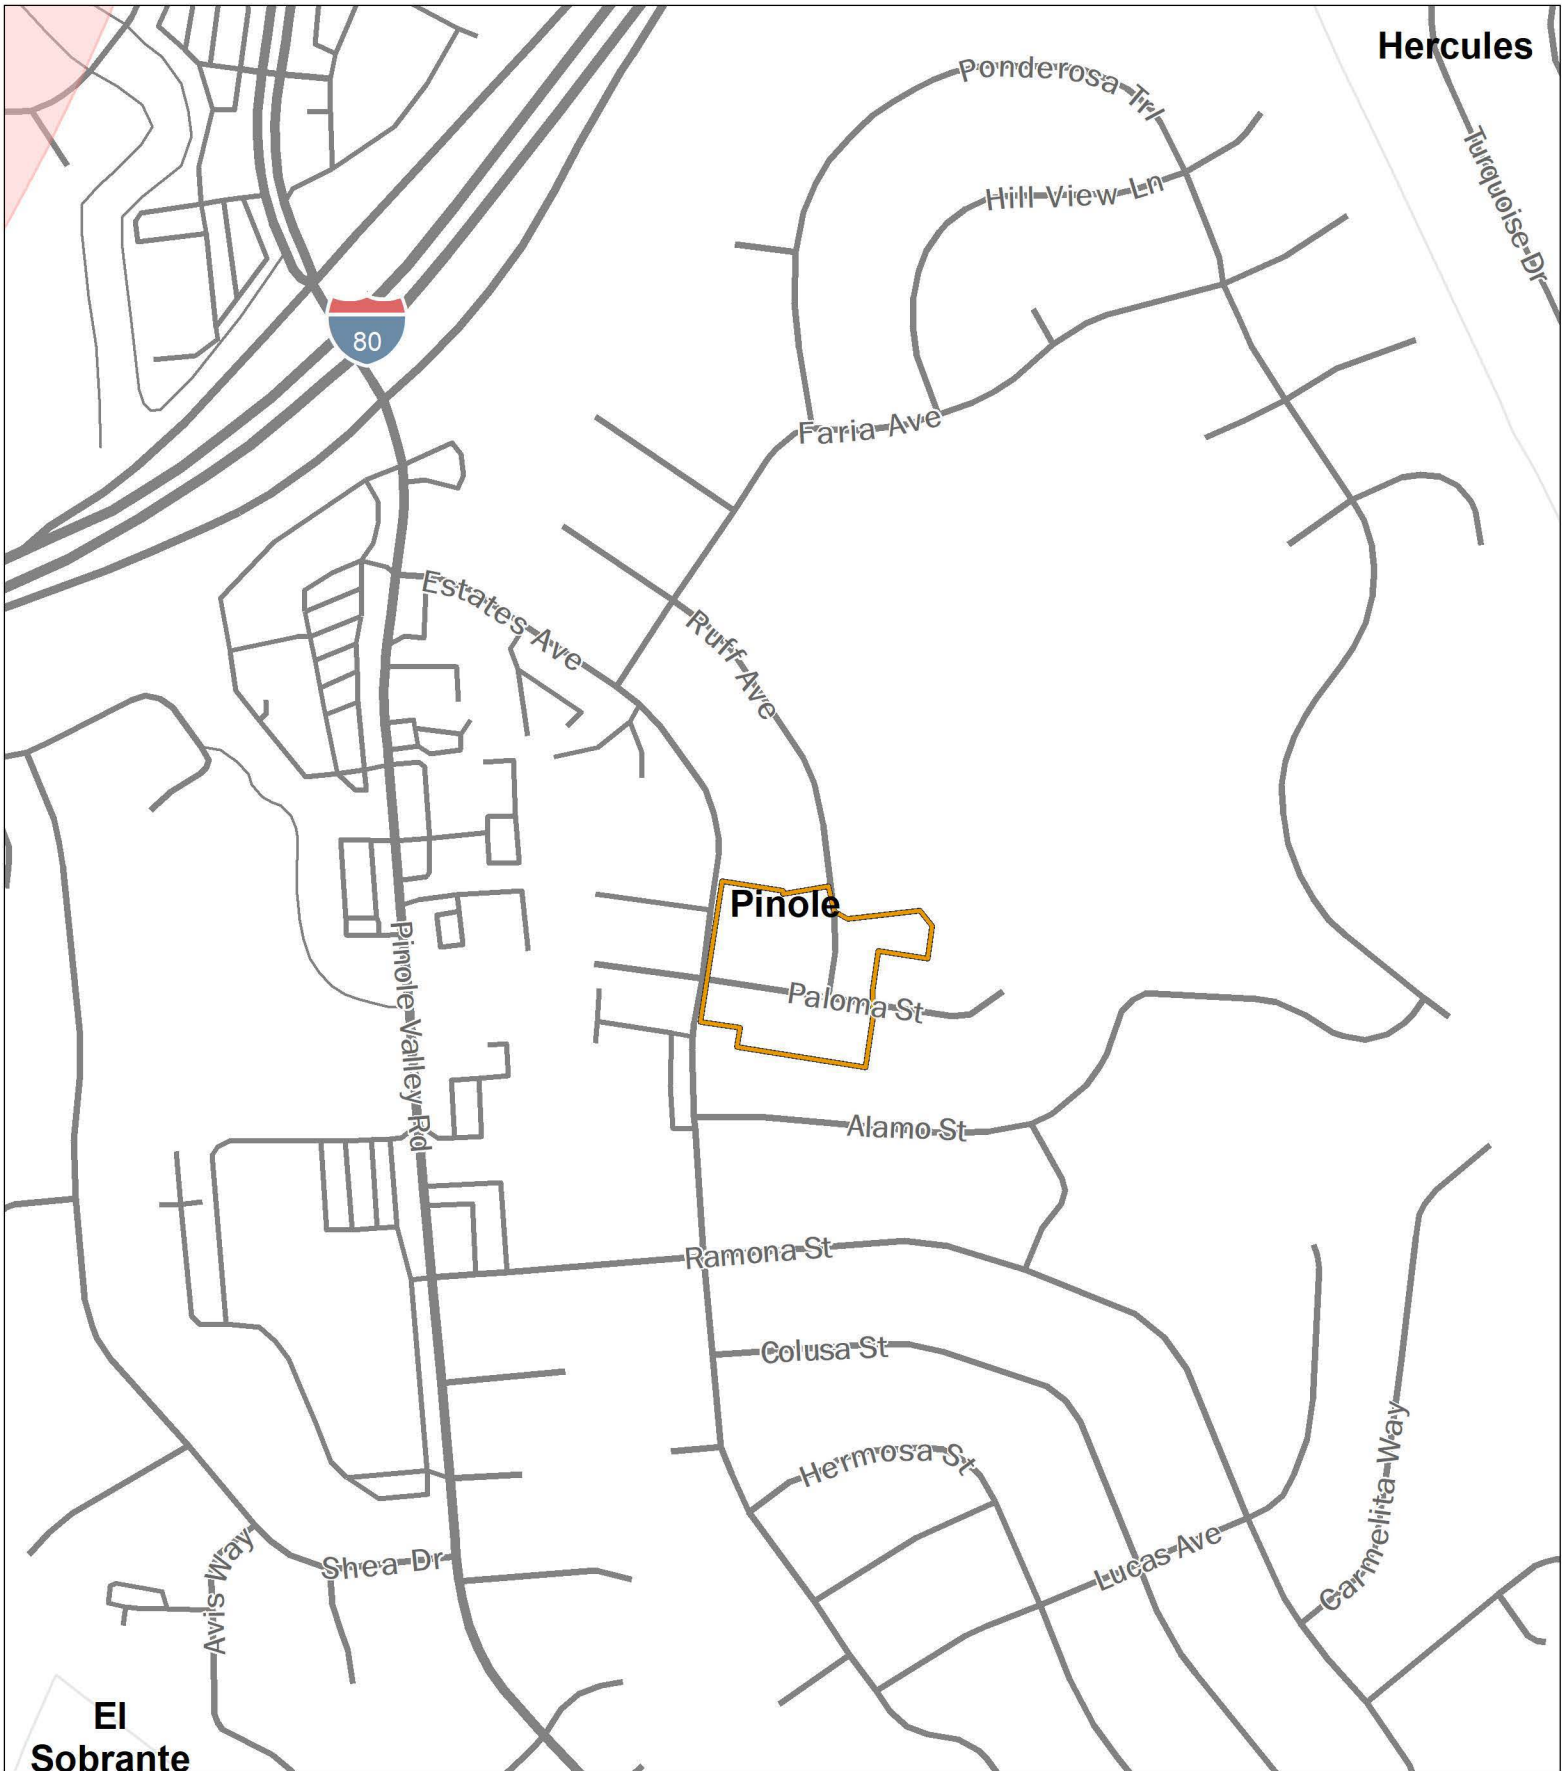 Hercules
Ponderosa Trl
Turquoise Dr
Hill View Ln
80
Faria Ave
Estates Ave
Ruff Ave
Pinole
Pinole Valley Rd
Paloma St
Alamo St
Ramona St
Colusa St
Hermosa St
Carmelita Way
Lucas Ave
Avis Way
Shea Dr
El
Sobrante